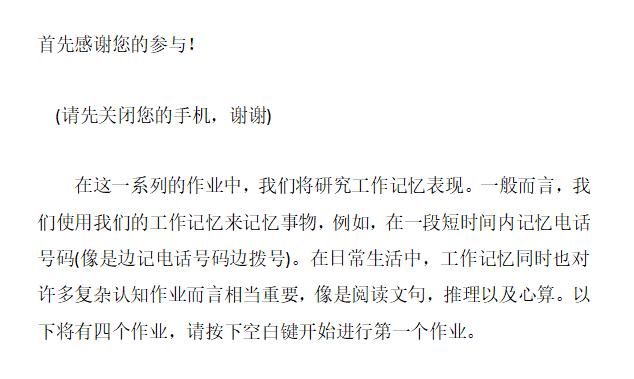 首先感谢您的参与！
(请先关闭您的手机，谢谢)
在这一系列的作业中，我们将研究工作记忆表现。一般而言，我
们使用我们的工作记忆来记忆事物，例如，在一段短时间内记忆电话
号码(像是边记电话号码边拨号)。在日常生活中，工作记忆同时也对
许多复杂认知作业而言相当重要，像是阅读文句，推理以及心算。以
下将有四个作业，请按下空白键开始进行第一个作业。